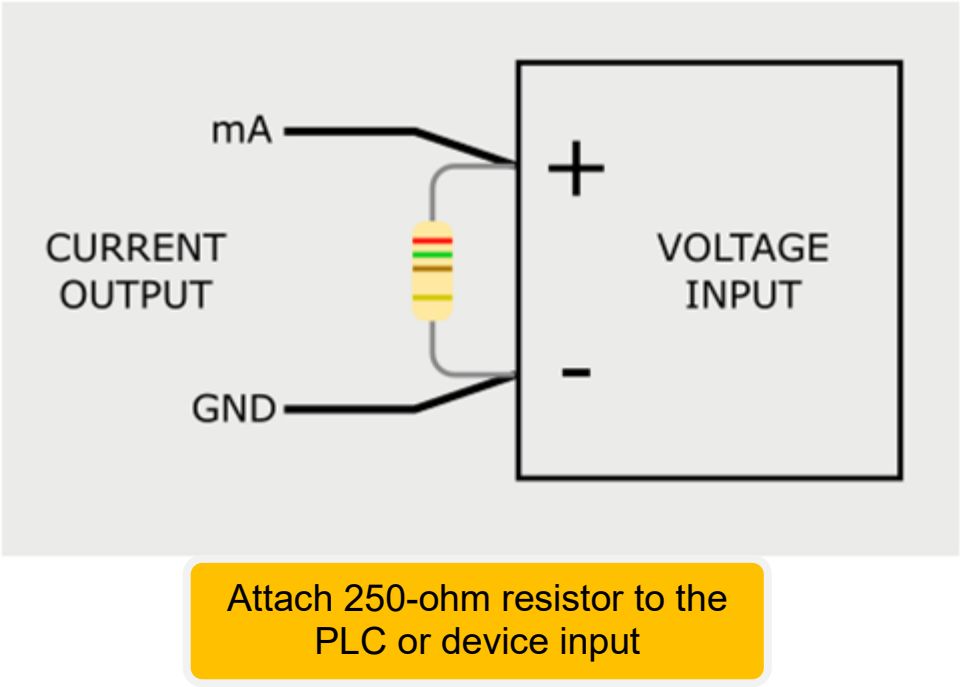 mA
+
CURRENT
OUTPUT
VOLTAGE
INPUT
-
GND
Attach 250-ohm resistor to the
PLC or device input